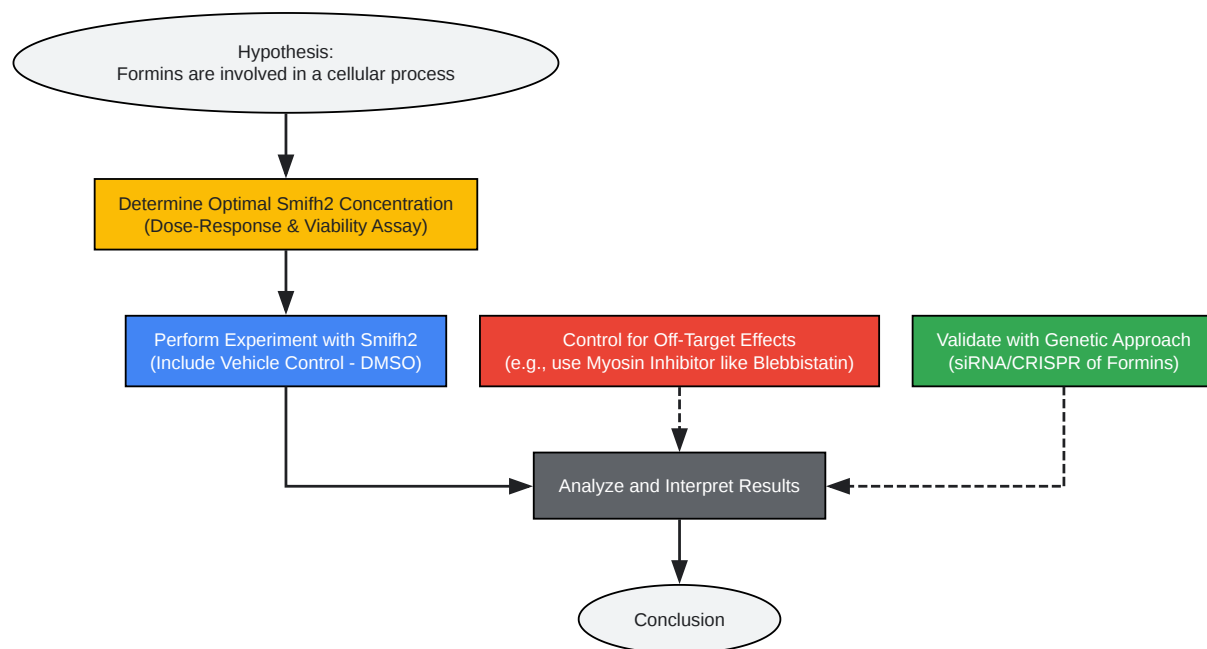 Hypothesis:
Formins are involved in a cellular process
Determine Optimal Smifh2 Concentration
(Dose-Response & Viability Assay)
Perform Experiment with Smifh2
(Include Vehicle Control - DMSO)
Control for Off-Target Effects
(e.g., use Myosin Inhibitor like Blebbistatin)
Validate with Genetic Approach
(siRNA/CRISPR of Formins)
Analyze and Interpret Results
Conclusion